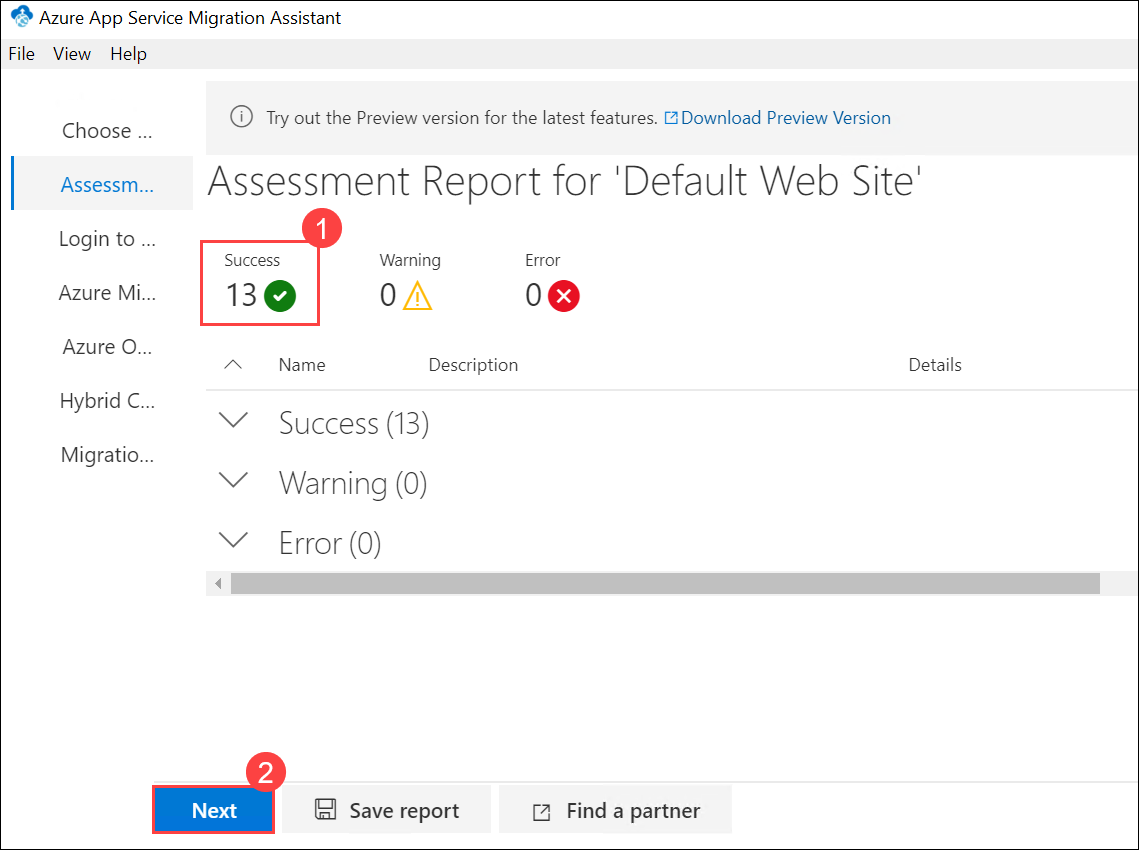 Azure App Service Migration Assistant
File View Help
Try out the Preview version for the latest features. Download Preview Version
Choose ...
Assessm...
Login to ...
Azure Mi...
Azure O...
Hybrid C...
Migratio...
Assessment Report for 'Default Web Site'
1
Success Warning Error
13 0 0
Name Description Details
Success (13)
Warning (0)
Error (0)
2
Next Save report Find a partner